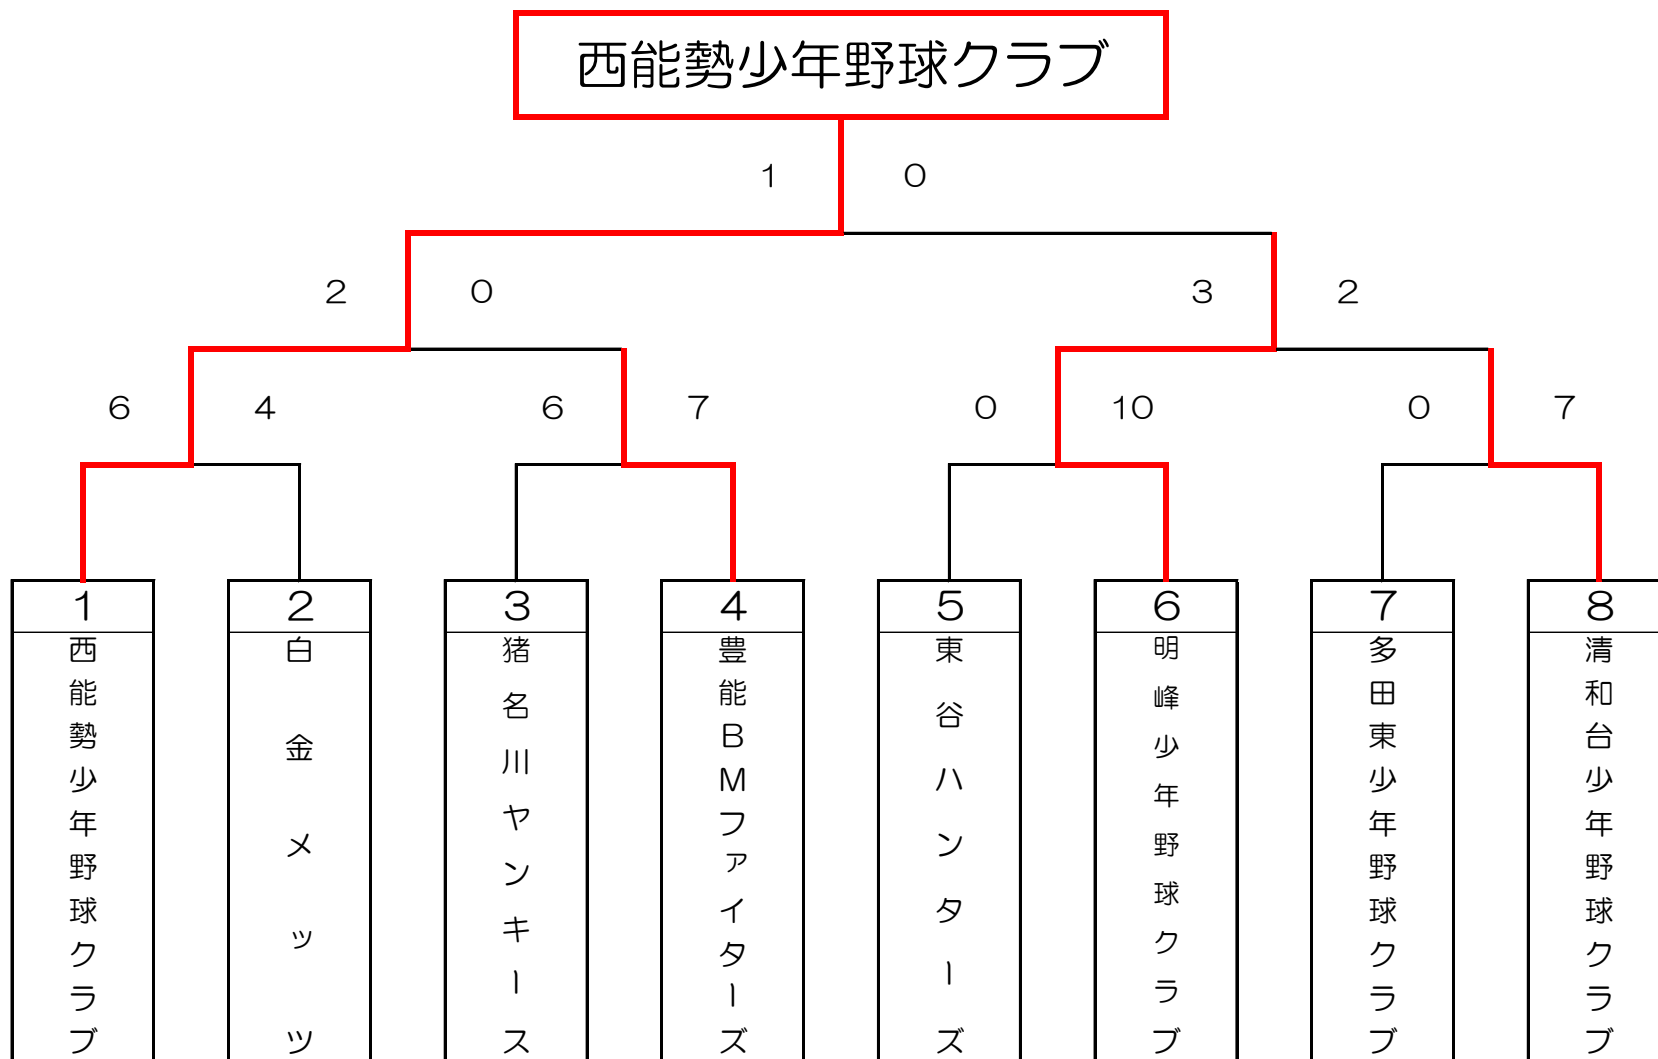 西能勢少年野球クラブ
1 0
2 0 3 2
6 4 6 7 0 10 0 7
1 2 3 4 5 6 7 8
西能勢少年野球クラブ
白金メッツ
猪名川ヤンキース
豊能BMファイターズ
東谷ハンターズ
明峰少年野球クラブ
多田東少年野球クラブ
清和台少年野球クラブ